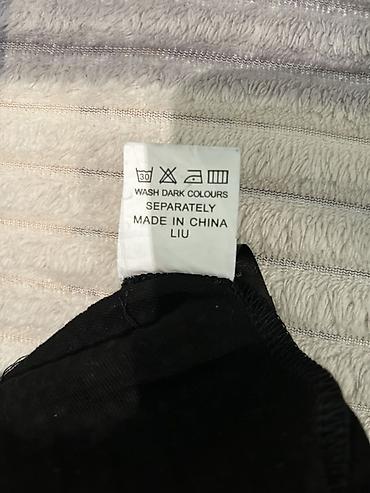 30
WASH DARK COLOURS
SEPARATELY
MADE IN CHINA
LIU